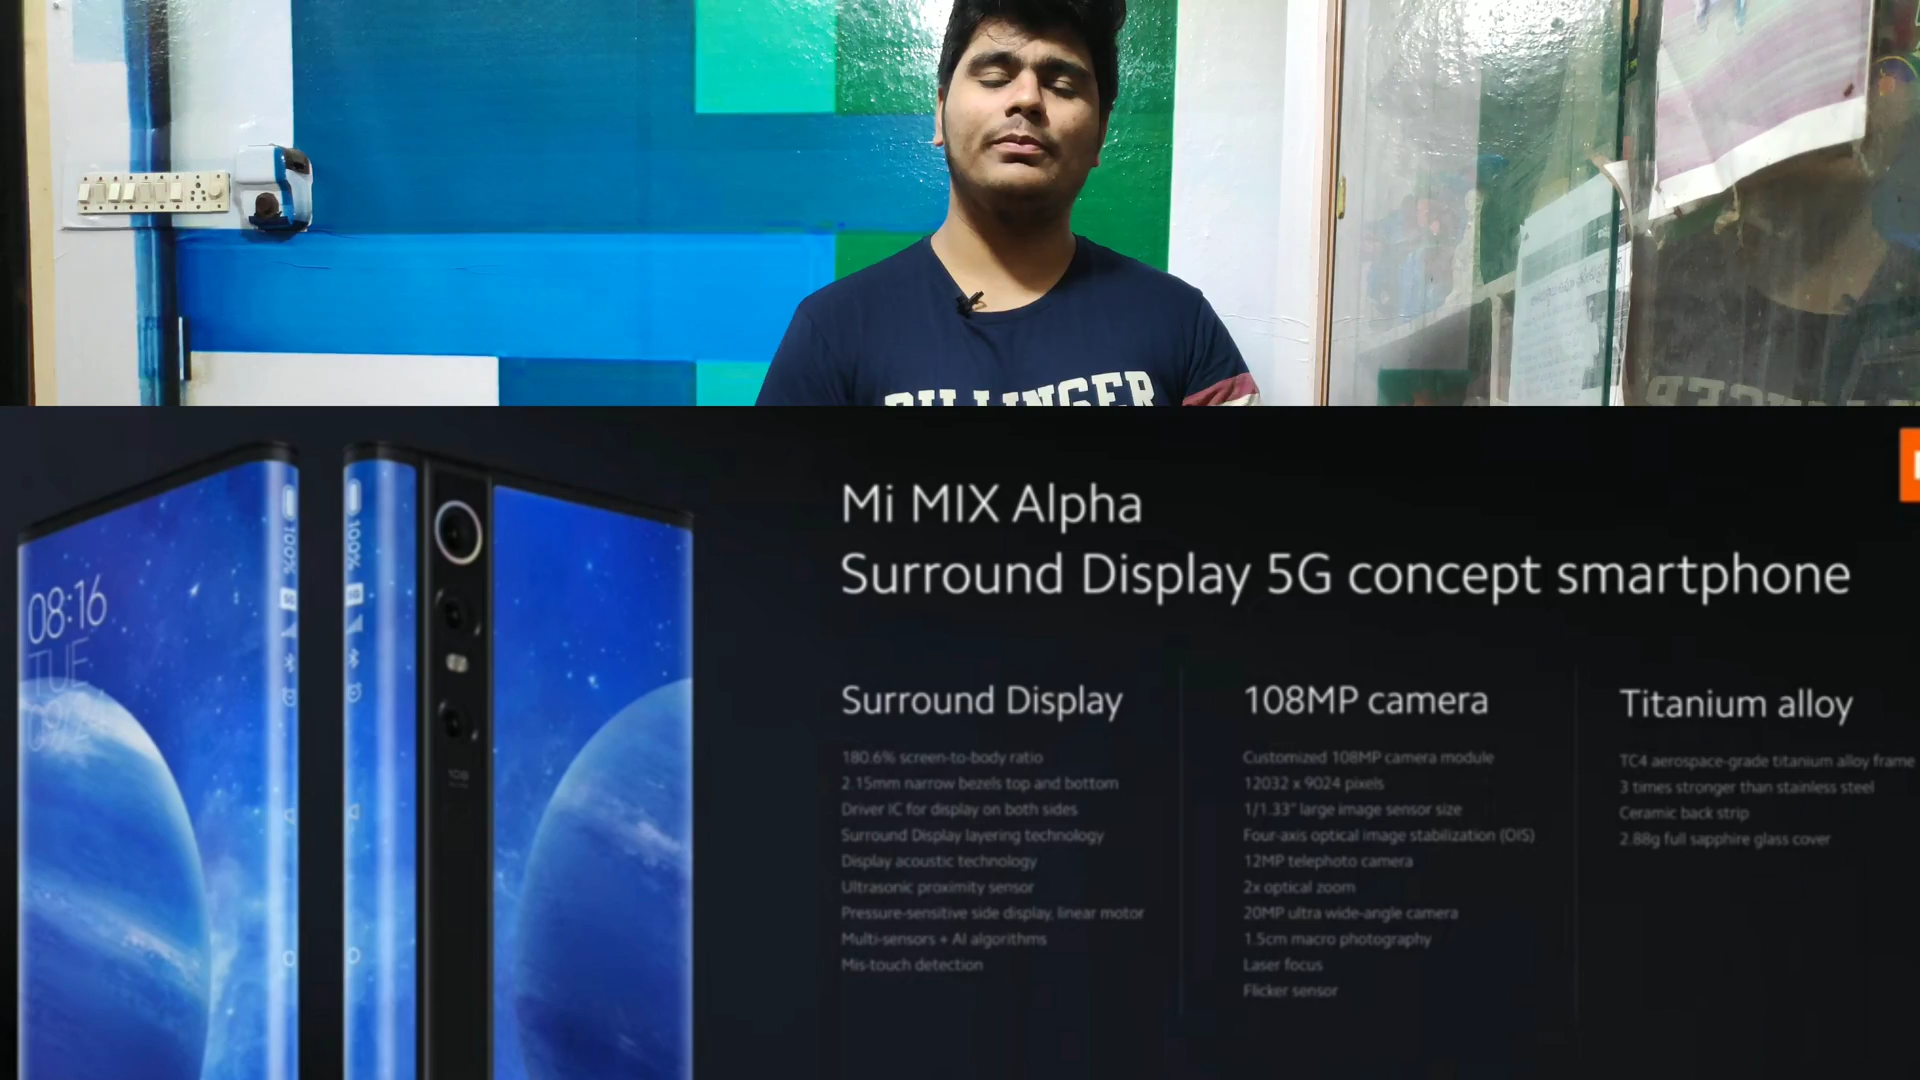 DILLINGER
Mi MIX Alpha
Surround Display 5G concept smartphone
08:16
TUE
100%
5G
100%
5G
108
Surround Display
180.6% screen-to-body ratio
2.15mm narrow bezels top and bottom
Driver IC for display on both sides
Surround Display layering technology
Display acoustic technology
Ultrasonic proximity sensor
Pressure-sensitive side display, linear motor
Multi-sensors + AI algorithms
Mis-touch detection
108MP camera
Customized 108MP camera module
12032 x 9024 pixels
1/1.33" large image sensor size
Four-axis optical image stabilization (OIS)
12MP telephoto camera
2x optical zoom
20MP ultra wide-angle camera
1.5cm macro photography
Laser focus
Flicker sensor
Titanium alloy
TC4 aerospace-grade titanium alloy frame
3 times stronger than stainless steel
Ceramic back strip
2.88g full sapphire glass cover